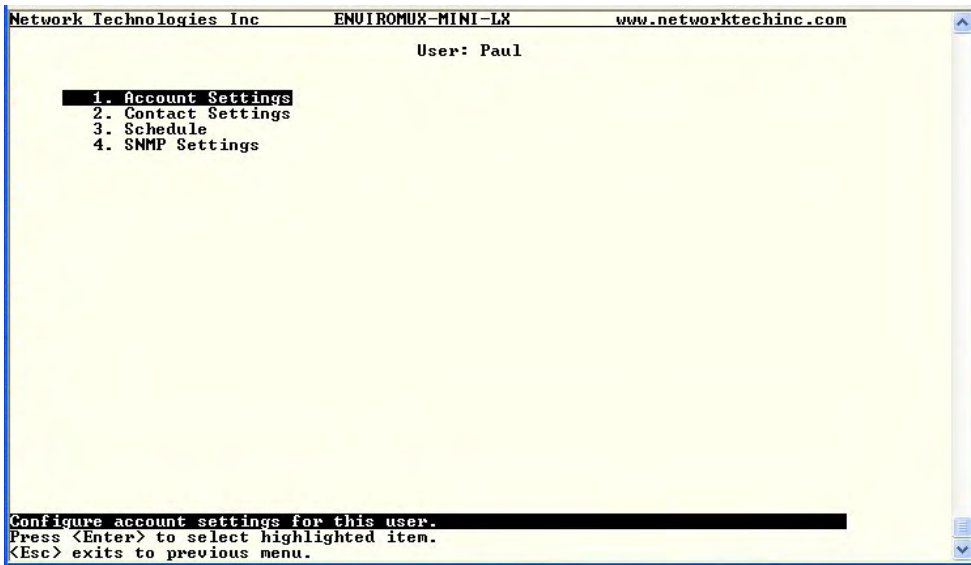 Network Technologies Inc ENVIROMUX-MINI-LX www.networktechinc.com
User: Paul
1. Account Settings
2. Contact Settings
3. Schedule
4. SNMP Settings
Configure account settings for this user.
Press <Enter> to select highlighted item.
<Esc> exits to previous menu.